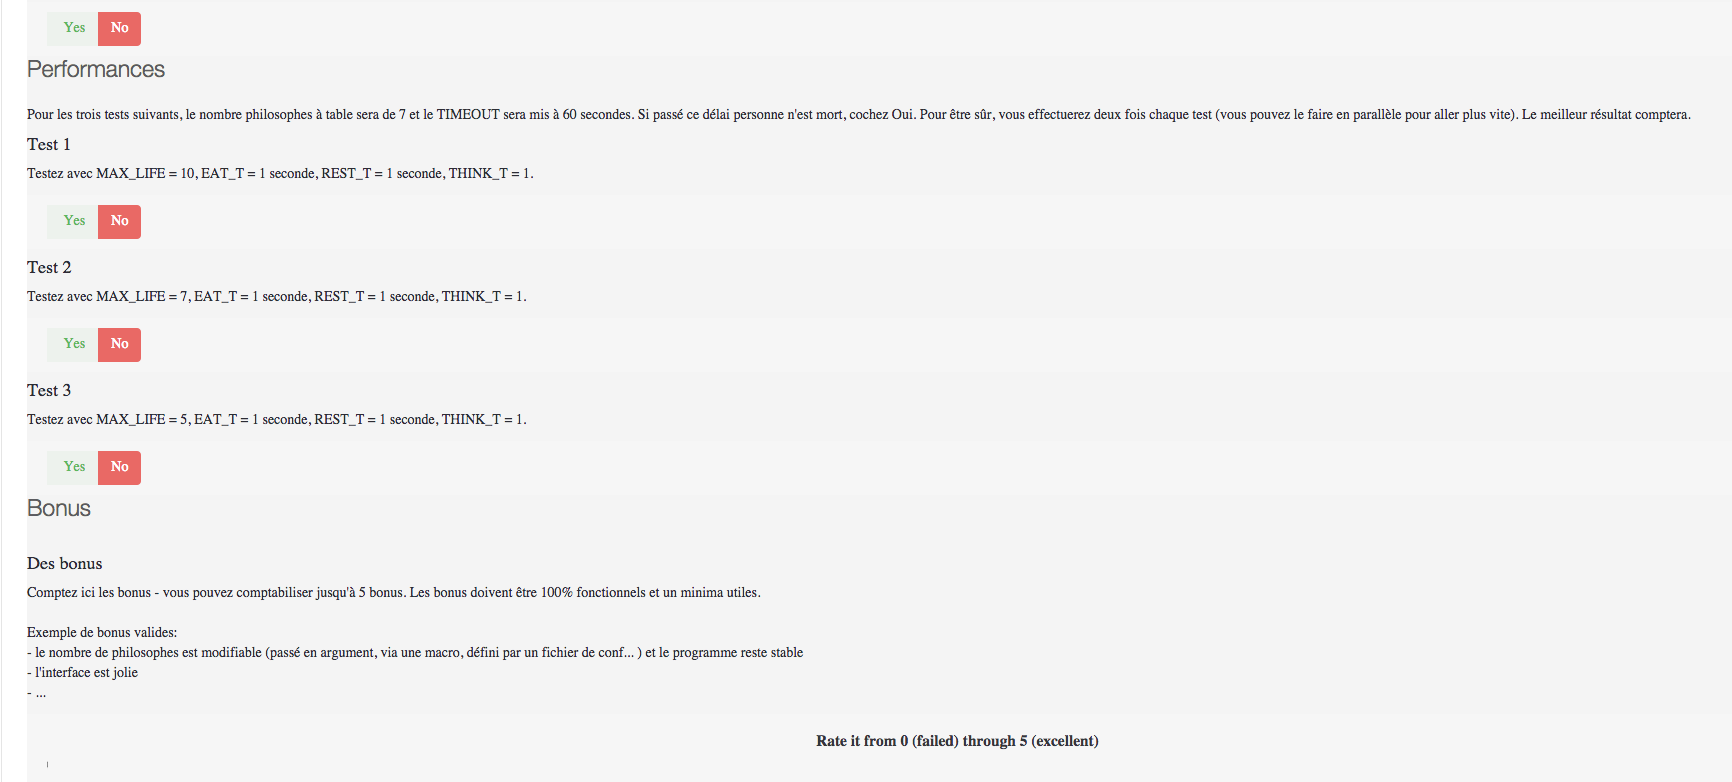 Yes No
Performances
Pour les trois tests suivants, le nombre philosophes à table sera de 7 et le TIMEOUT sera mis à 60 secondes. Si passé ce délai personne n'est mort, cochez Oui. Pour être sûr, vous effectuerez deux fois chaque test (vous pouvez le faire en parallèle pour aller plus vite). Le meilleur résultat comptera.
Test 1
Testez avec MAX_LIFE = 10, EAT_T = 1 seconde, REST_T = 1 seconde, THINK_T = 1.
Yes No
Test 2
Testez avec MAX_LIFE = 7, EAT_T = 1 seconde, REST_T = 1 seconde, THINK_T = 1.
Yes No
Test 3
Testez avec MAX_LIFE = 5, EAT_T = 1 seconde, REST_T = 1 seconde, THINK_T = 1.
Yes No
Bonus
Des bonus
Comptez ici les bonus - vous pouvez comptabiliser jusqu'à 5 bonus. Les bonus doivent être 100% fonctionnels et un minima utiles.
Exemple de bonus valides:
- le nombre de philosophes est modifiable (passé en argument, via une macro, défini par un fichier de conf... ) et le programme reste stable
- l'interface est jolie
- ...
Rate it from 0 (failed) through 5 (excellent)